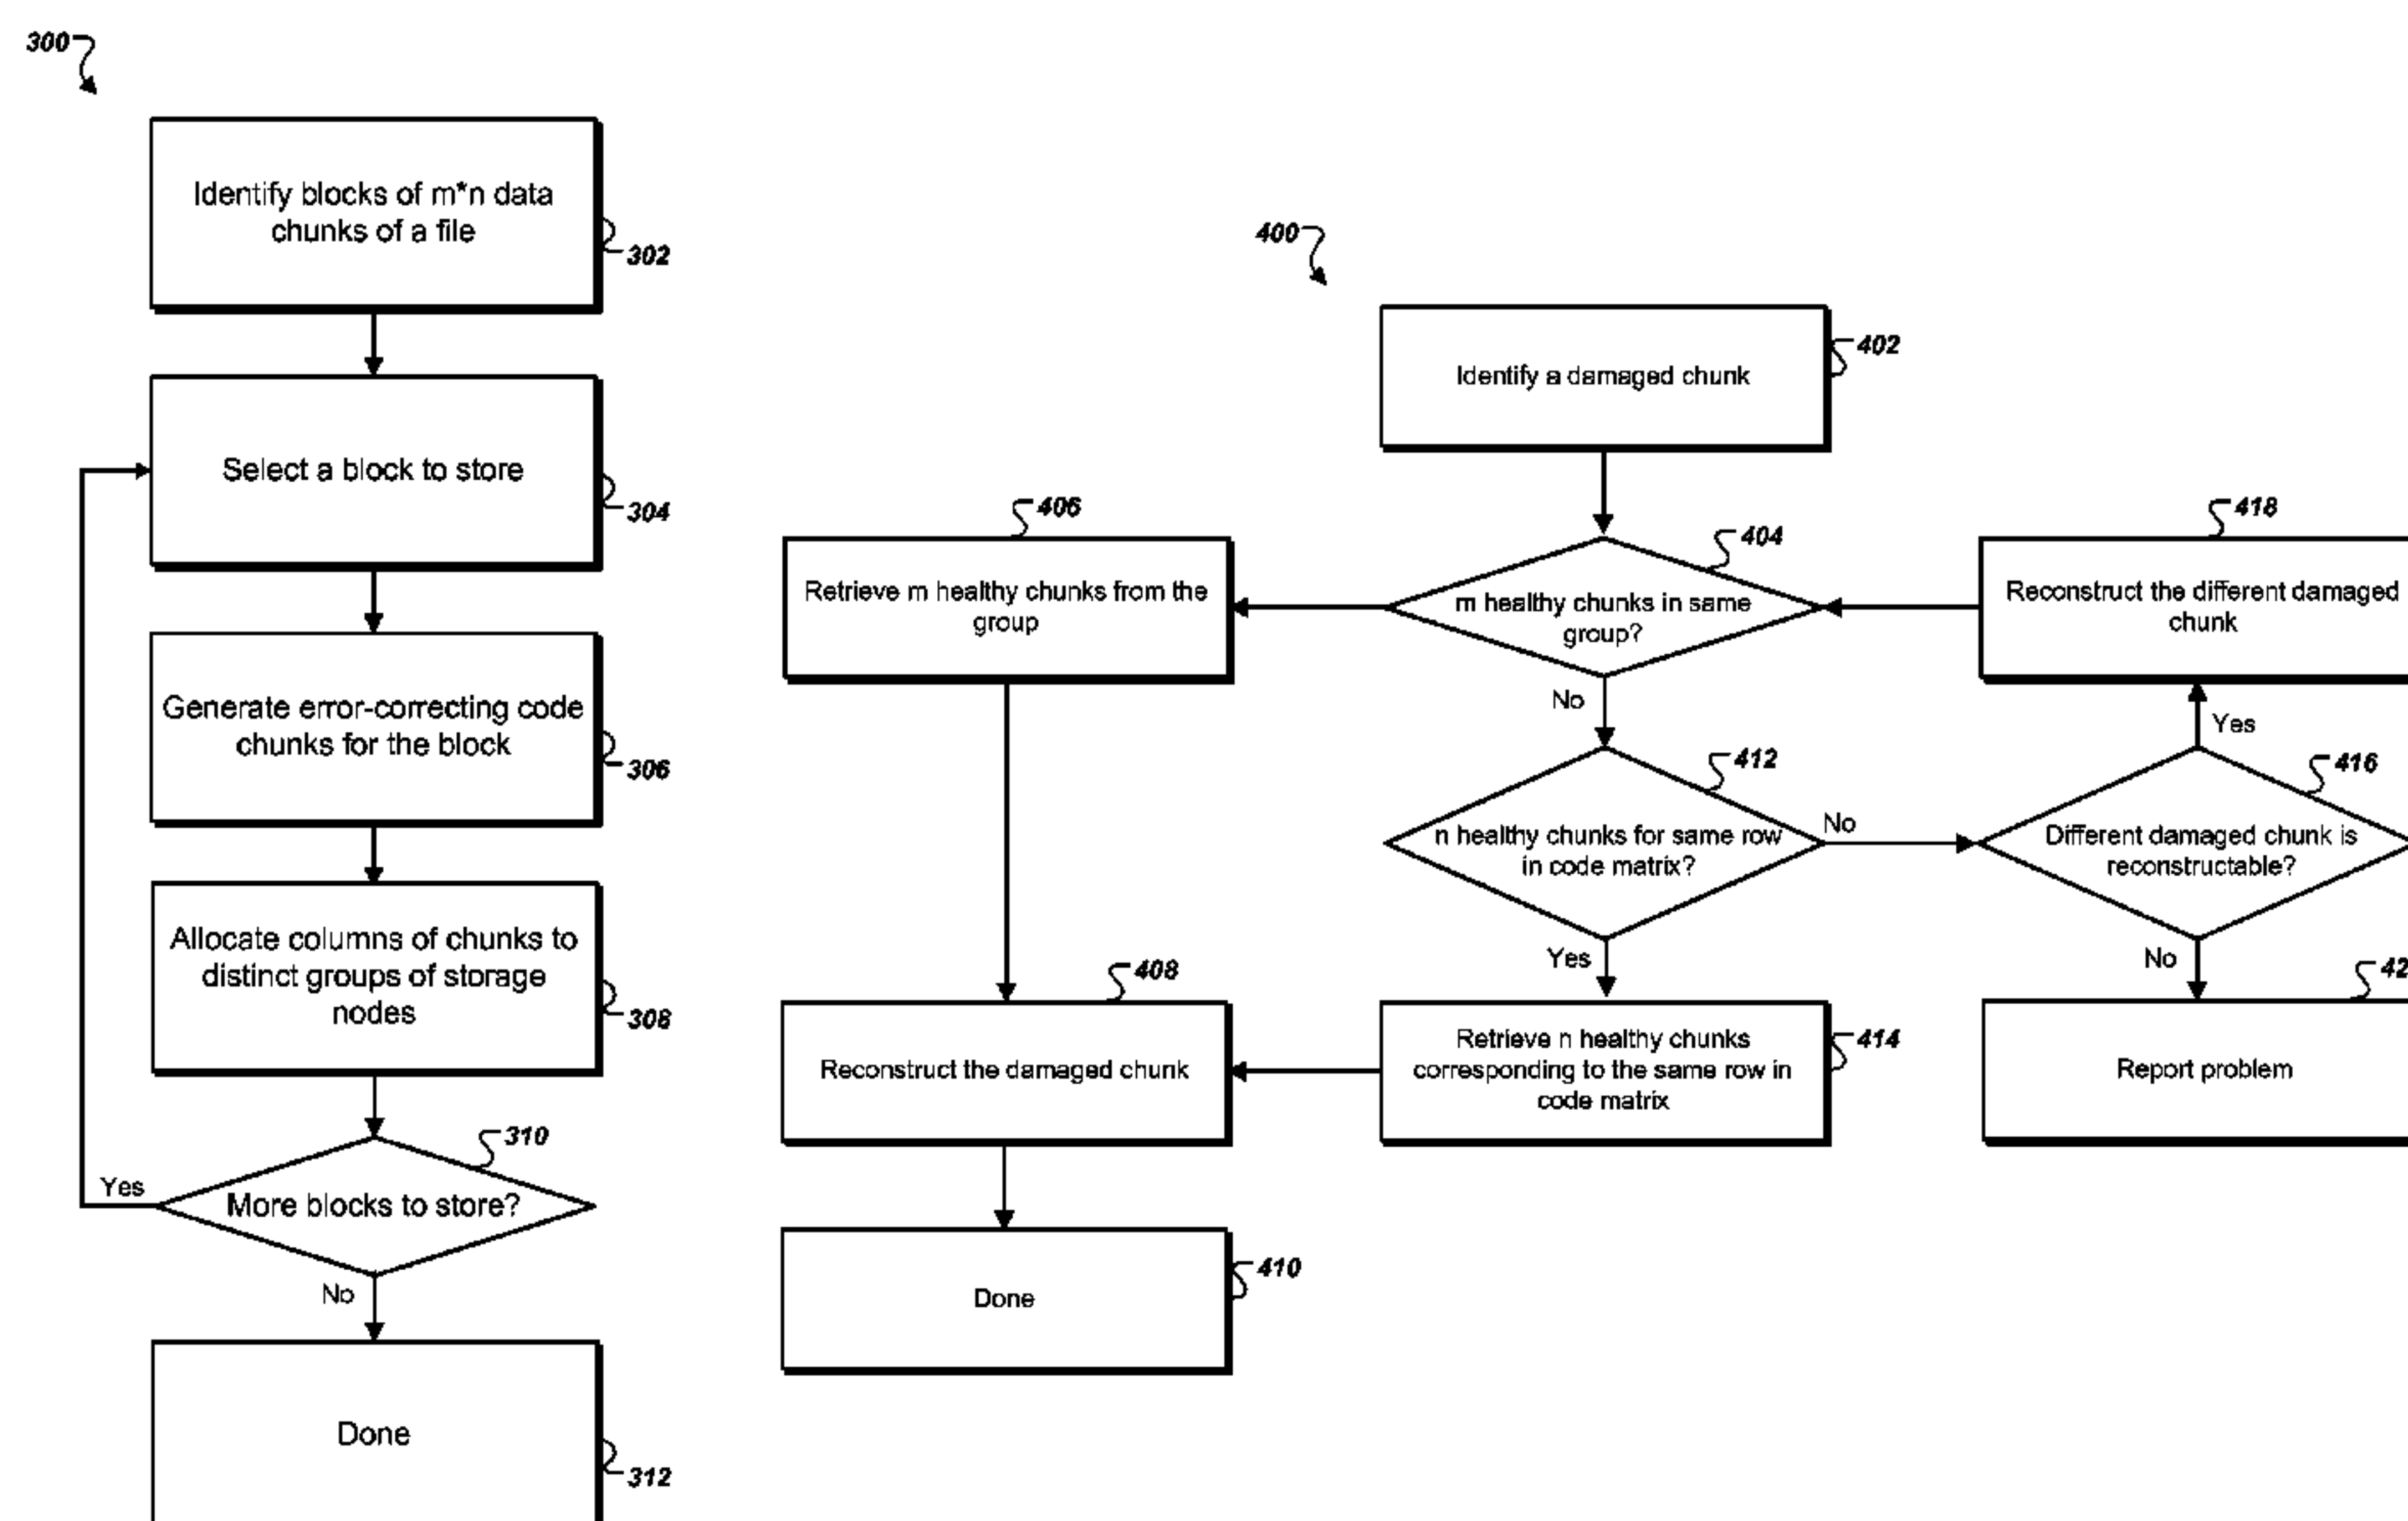 300
Identify blocks of m*n data
chunks of a file
302
Select a block to store
304
Generate error-correcting code
chunks for the block
306
Allocate columns of chunks to
distinct groups of storage
nodes
308
310
Yes
More blocks to store?
No
Done
312
400
402
Identify a damaged chunk
406
404
418
Retrieve m healthy chunks from the
group
m healthy chunks in same
group?
Reconstruct the different damaged
chunk
No
Yes
412
416
n healthy chunks for same row
in code matrix?
No
Different damaged chunk is
reconstructable?
Yes
No
408
42
Reconstruct the damaged chunk
Retrieve n healthy chunks
corresponding to the same row in
code matrix
414
Report problem
Done
410